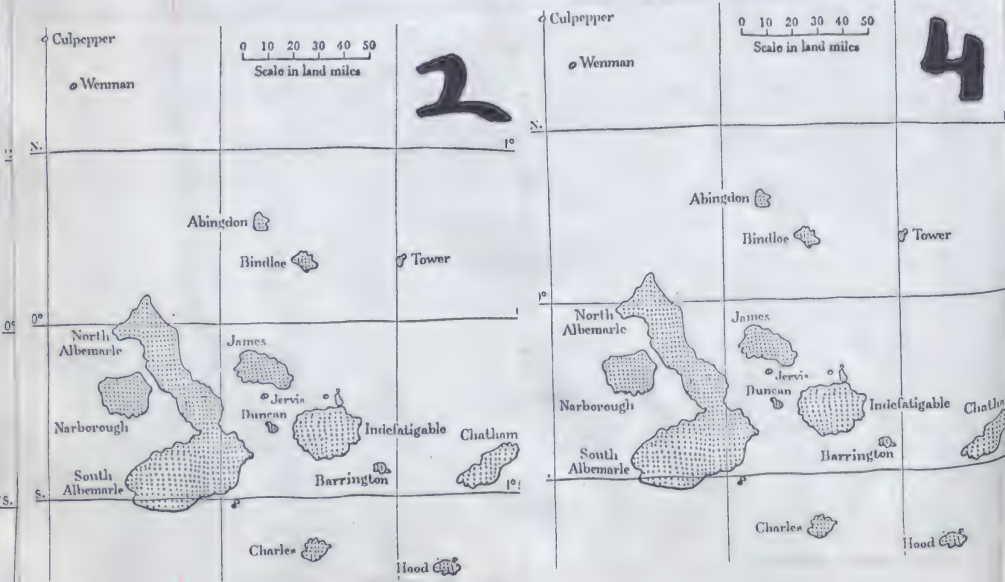 Culpepper
Wenman
0 10 20 30 40 50
Scale in land miles
2
N.
1°
Abingdon
Bindloe
Tower
0°
0°
North
Albemarle
James
Narborough
Jervis
Duncan
Indefatigable
Chatham
South
Albemarle
Barrington
S.
S.
1°
Charles
Hood
Culpepper
Wenman
0 10 20 30 40 50
Scale in land miles
4
N.
Abingdon
Bindloe
Tower
North
Albemarle
James
Narborough
Jervis
Duncan
Indefatigable
South
Albemarle
Barrington
Charles
Hood